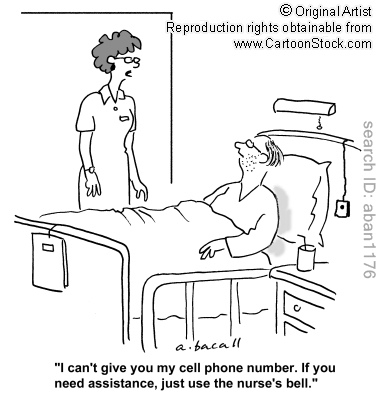 © Original Artist
Reproduction rights obtainable from
www.CartoonStock.com
search ID: aban1176
a. bacall
"I can't give you my cell phone number. If you
need assistance, just use the nurse's bell."